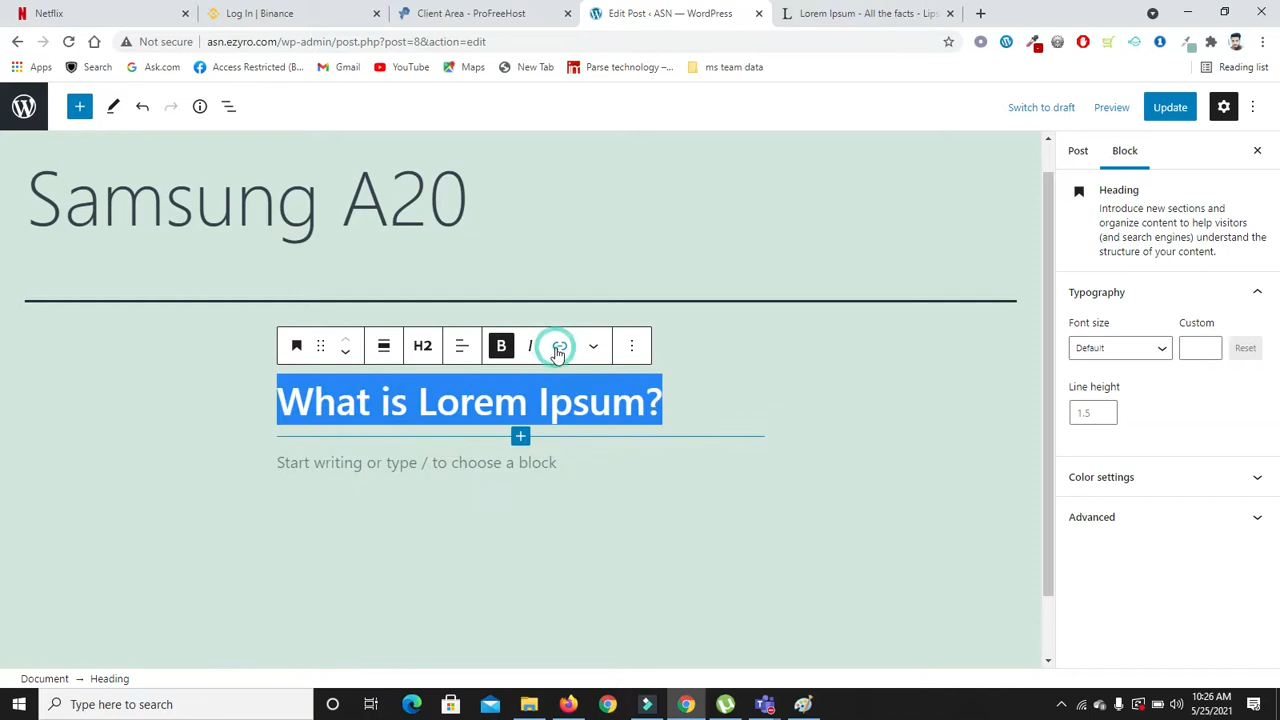 Netflix
Log In | Binance
Client Area - ProFreeHost
Edit Post ‹ ASN — WordPress
Lorem Ipsum - All the facts - Lips
Not secure
asn.ezyro.com/wp-admin/post.php?post=8&action=edit
Apps
Search
Ask.com
Access Restricted (B...
Gmail
YouTube
Maps
New Tab
Parse technology –...
ms team data
Reading list
Switch to draft
Preview
Update
Post
Block
Samsung A20
Heading
Introduce new sections and
organize content to help visitors
(and search engines) understand the
structure of your content.
Typography
Font size
Custom
Default
Reset
Line height
1.5
H2
B
I
What is Lorem Ipsum?
Start writing or type / to choose a block
Color settings
Advanced
Document → Heading
Type here to search
10:26 AM
5/25/2021